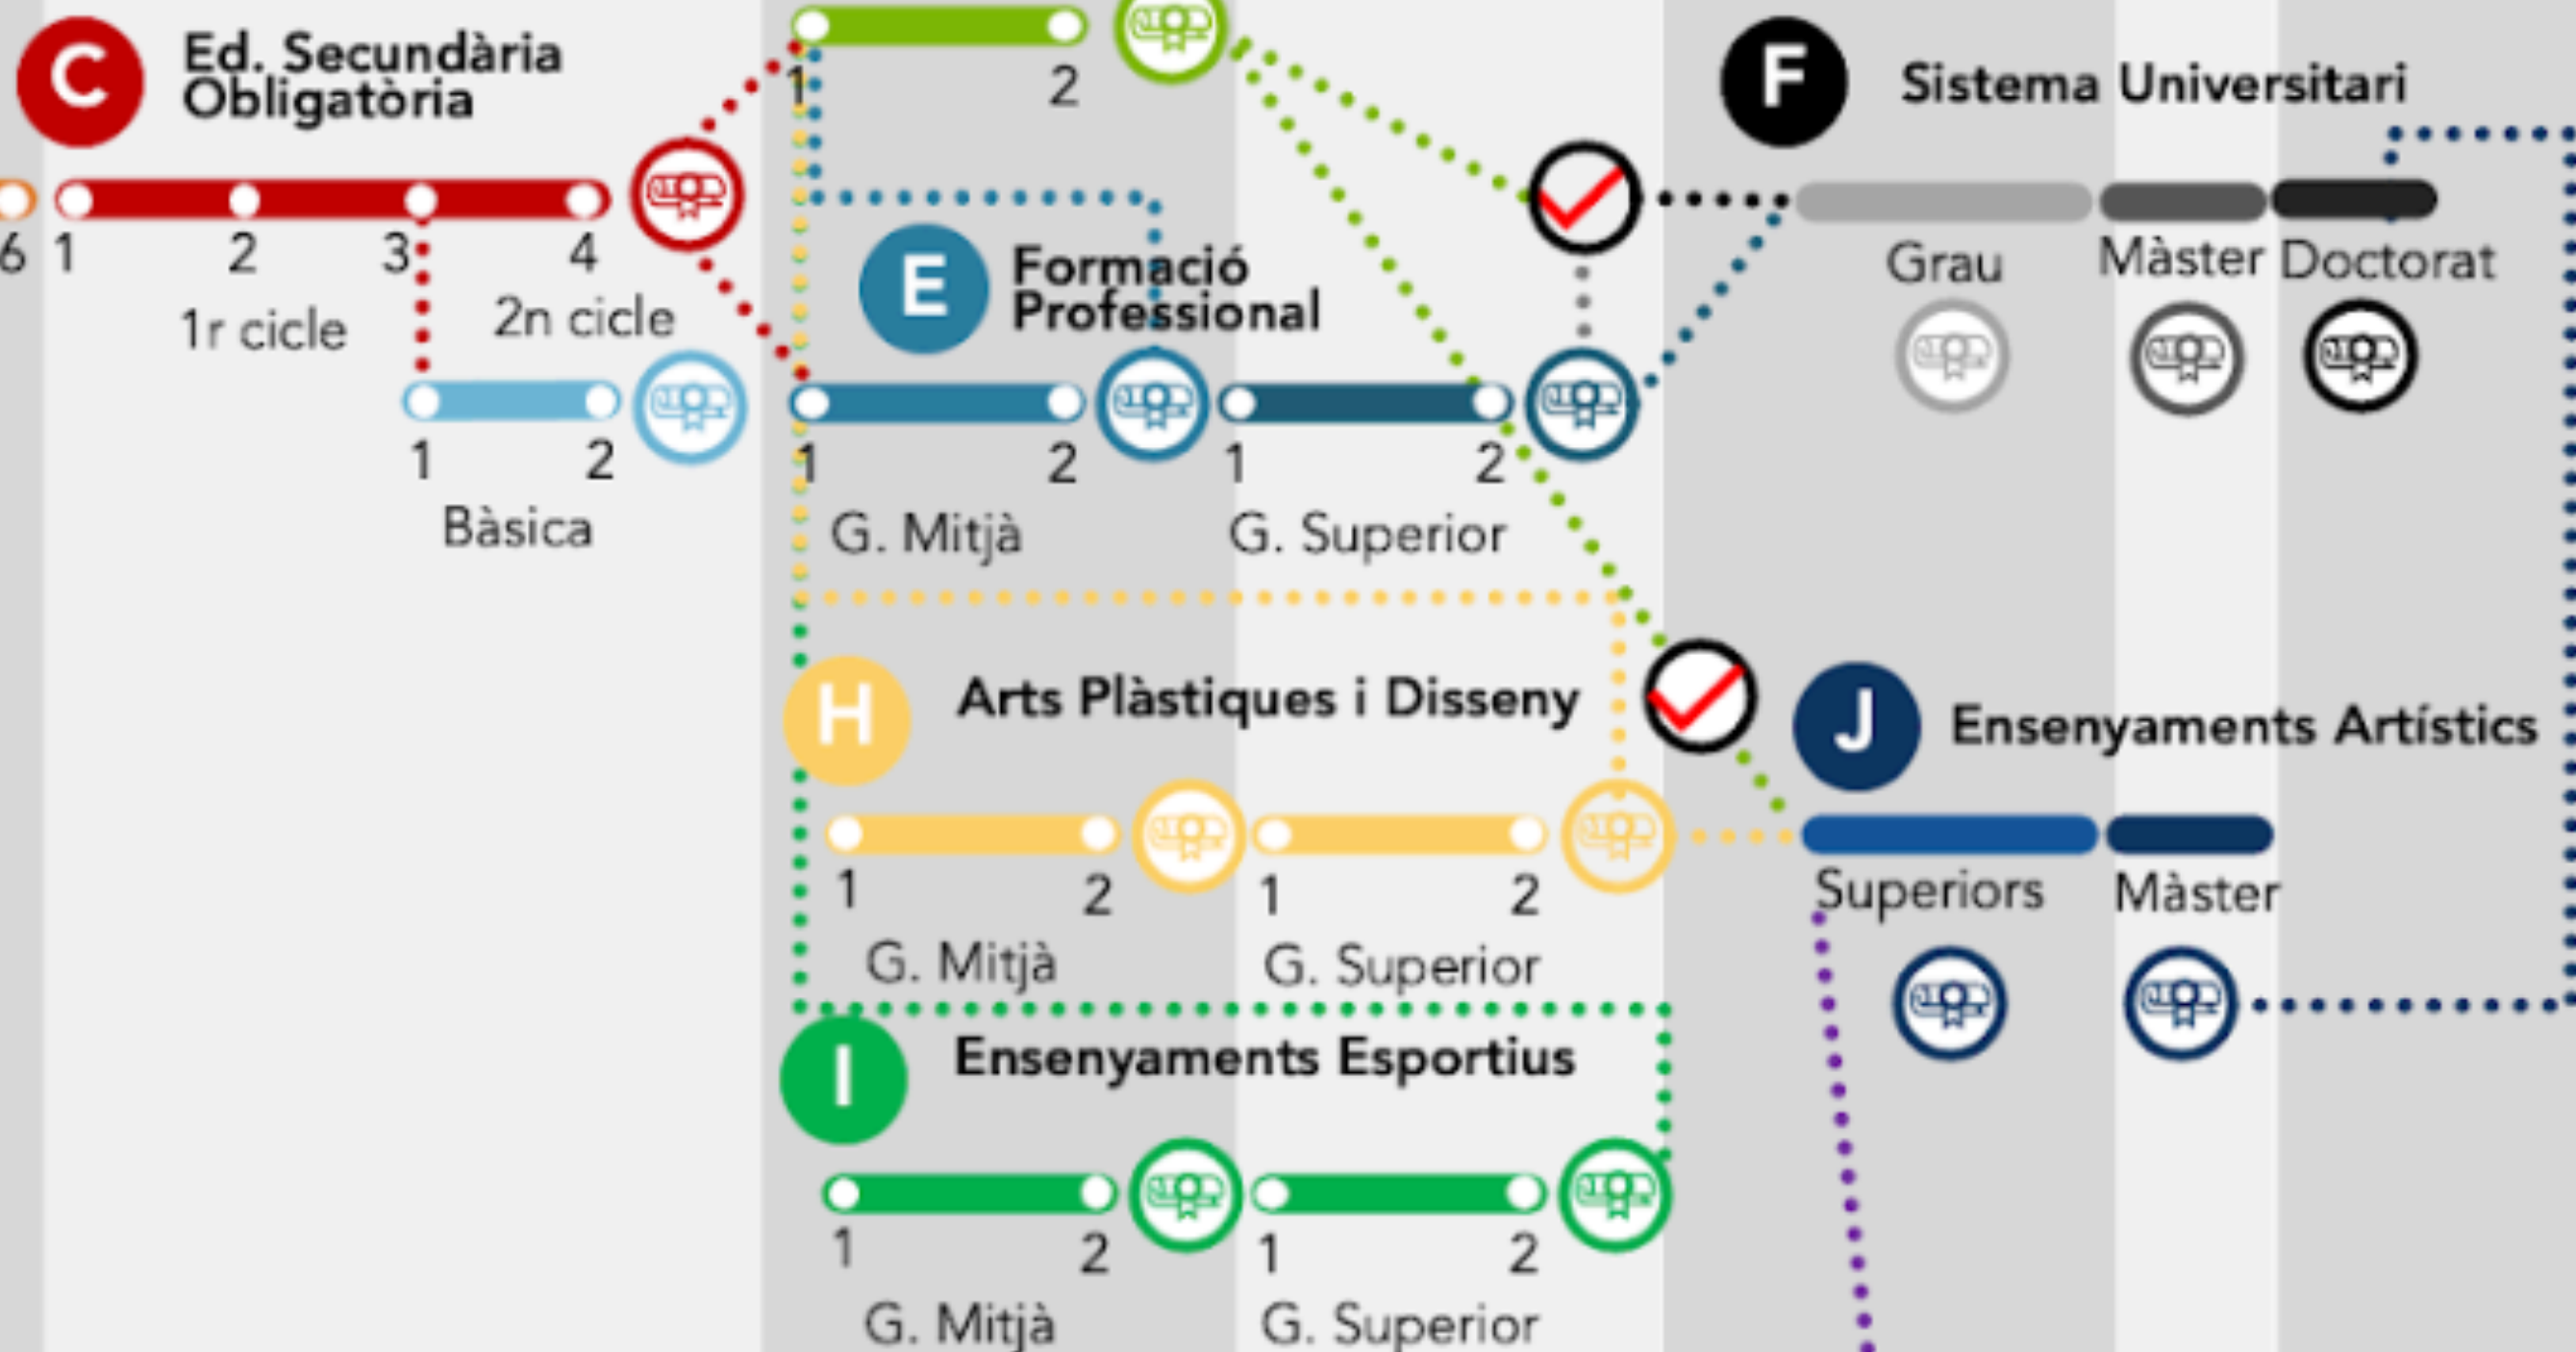 C
Ed. Secundària
Obligatòria
6
1
2
3
4
1r cicle
2n cicle
1
2
Bàsica
1
2
F
Sistema Universitari
Grau
Màster
Doctorat
E
Formació
Professional
1
2
1
2
G. Mitjà
G. Superior
H
Arts Plàstiques i Disseny
1
2
1
2
G. Mitjà
G. Superior
J
Ensenyaments Artístics
Superiors
Màster
I
Ensenyaments Esportius
1
2
1
2
G. Mitjà
G. Superior